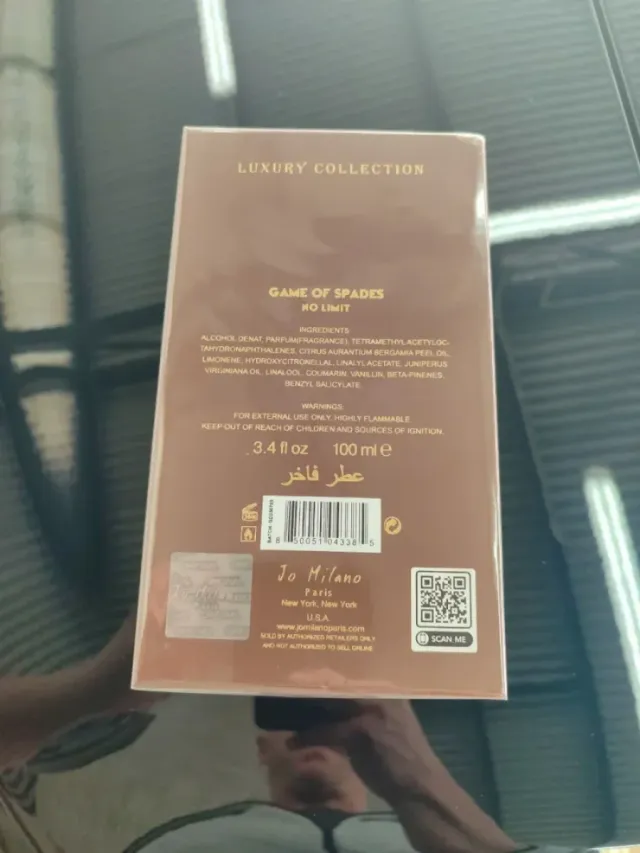 LUXURY COLLECTION
GAME OF SPADES
NO LIMIT
INGREDIENTS:
ALCOHOL DENAT, PARFUM(FRAGRANCE), TETRAMETHYLACETYLOC-
TAHYDRONAPHTHALENES, CITRUS AURANTIUM BERGAMIA PEEL OIL,
LIMONENE, HYDROXYCITRONELLAL, LINALYL ACETATE, JUNIPERUS
VIRGINIANA OIL, LINALOOL, COUMARIN, VANILLIN, BETA-PINENES,
BENZYL SALICYLATE.
WARNINGS:
FOR EXTERNAL USE ONLY, HIGHLY FLAMMABLE
KEEP OUT OF REACH OF CHILDREN AND SOURCES OF IGNITION.
3.4 fl oz 100 ml e
عطر فاخر
50051 04338 5
Jo Milano
Paris
New York, New York
U.S.A.
www.jomilanoparis.com
SOLD BY AUTHORIZED RETAILERS ONLY
AND NOT AUTHORIZED TO SELL ONLINE
SCAN ME